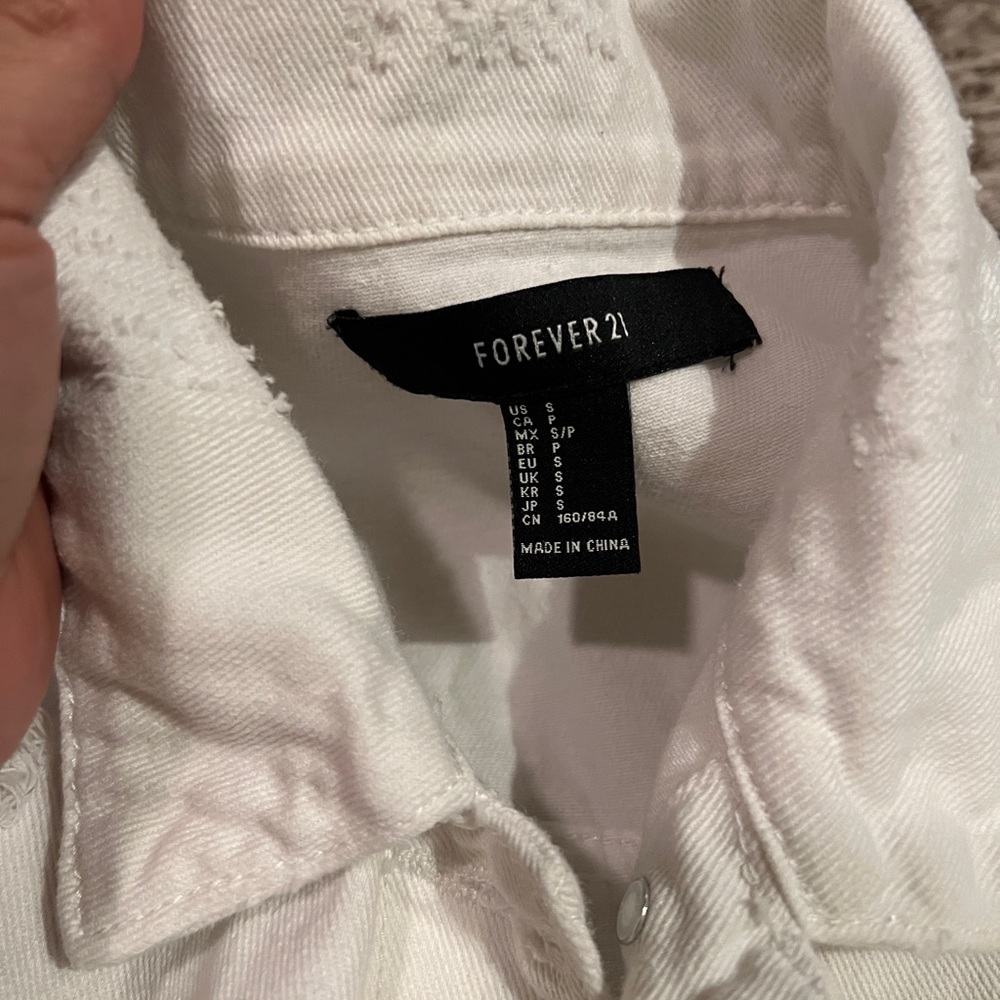 FOREVER 21
US S
CA P
MX S/P
BR P
EU S
UK S
KR S
JP S
CN 160/84A
MADE IN CHINA